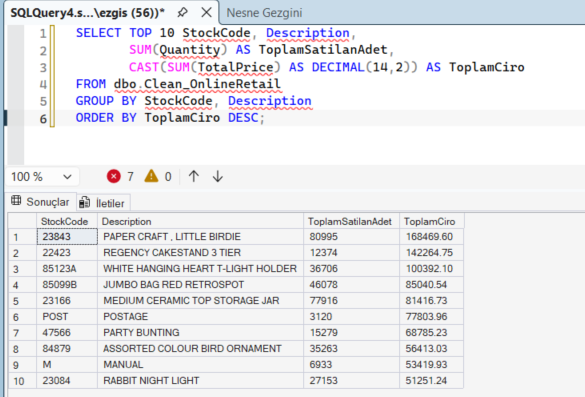 SQLQuery4.s...\ezgis (56))* Nesne Gezgini
1 SELECT TOP 10 StockCode, Description,
2 SUM(Quantity) AS ToplamSatilanAdet,
3 CAST(SUM(TotalPrice) AS DECIMAL(14,2)) AS ToplamCiro
4 FROM dbo.Clean_OnlineRetail
5 GROUP BY StockCode, Description
6 ORDER BY ToplamCiro DESC;
100 % 7 0
Sonuçlar İletiler
StockCode Description ToplamSatilanAdet ToplamCiro
1 23843 PAPER CRAFT , LITTLE BIRDIE 80995 168469.60
2 22423 REGENCY CAKESTAND 3 TIER 12374 142264.75
3 85123A WHITE HANGING HEART T-LIGHT HOLDER 36706 100392.10
4 85099B JUMBO BAG RED RETROSPOT 46078 85040.54
5 23166 MEDIUM CERAMIC TOP STORAGE JAR 77916 81416.73
6 POST POSTAGE 3120 77803.96
7 47566 PARTY BUNTING 15279 68785.23
8 84879 ASSORTED COLOUR BIRD ORNAMENT 35263 56413.03
9 M MANUAL 6933 53419.93
10 23084 RABBIT NIGHT LIGHT 27153 51251.24